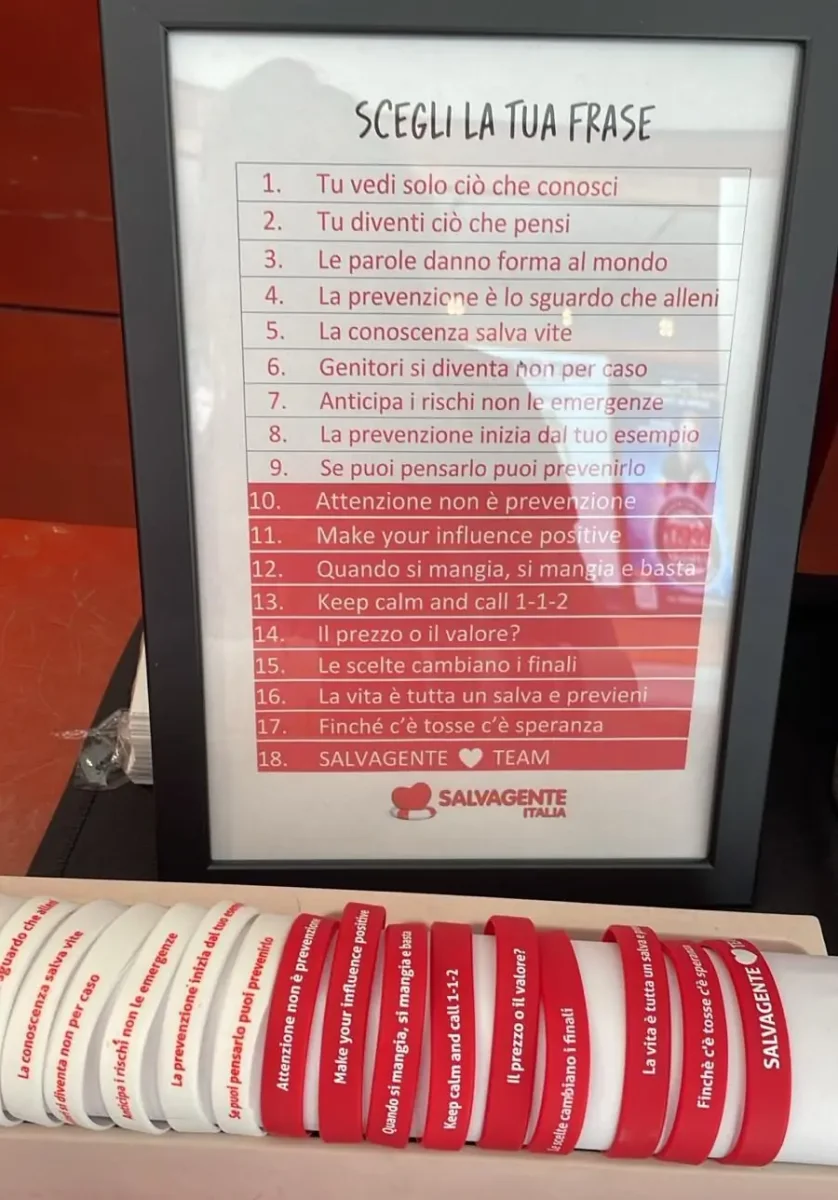 SCEGLI LA TUA FRASE
1. Tu vedi solo ciò che conosci
2. Tu diventi ciò che pensi
3. Le parole danno forma al mondo
4. La prevenzione è lo sguardo che alleni
5. La conoscenza salva vite
6. Genitori si diventa non per caso
7. Anticipa i rischi non le emergenze
8. La prevenzione inizia dal tuo esempio
9. Se puoi pensarlo puoi prevenirlo
10. Attenzione non è prevenzione
11. Make your influence positive
12. Quando si mangia, si mangia e basta
13. Keep calm and call 1-1-2
14. Il prezzo o il valore?
15. Le scelte cambiano i finali
16. La vita è tutta un salva e previeni
17. Finché c'è tosse c'è speranza
18. SALVAGENTE TEAM
SALVAGENTE
ITALIA
sguardo che alleni
La conoscenza salva vite
si diventa non per caso
Anticipa i rischi non le emergenze
La prevenzione inizia dal tuo
Se puoi pensarlo puoi prevenirlo
Attenzione non è prevenzione
Make your influence positive
Quando si mangia, si mangia e basta
Keep calm and call 1-1-2
Il prezzo o il valore?
Le scelte cambiano i finali
La vita è tutta un salva e
Finchè c'è tosse c'è speranza
SALVAGENTE